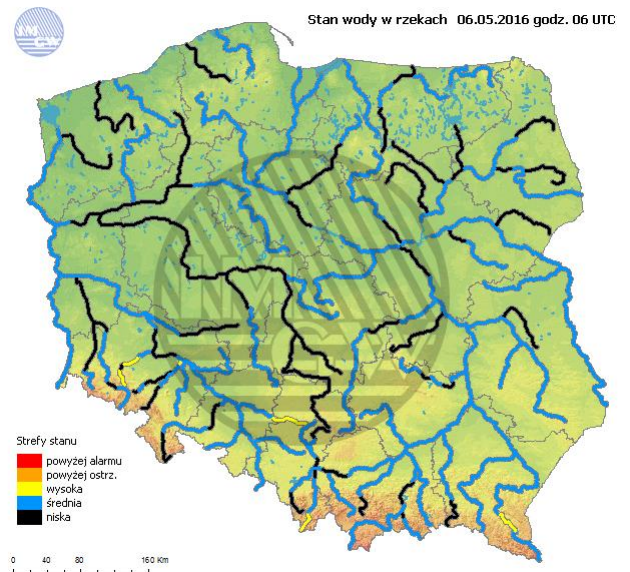 Stan wody w rzekach 06.05.2016 godz. 06 UTC
Strefy stanu
powyżej alarmu
powyżej ostrz.
wysoka
średnia
niska
0 40 80 160 Km